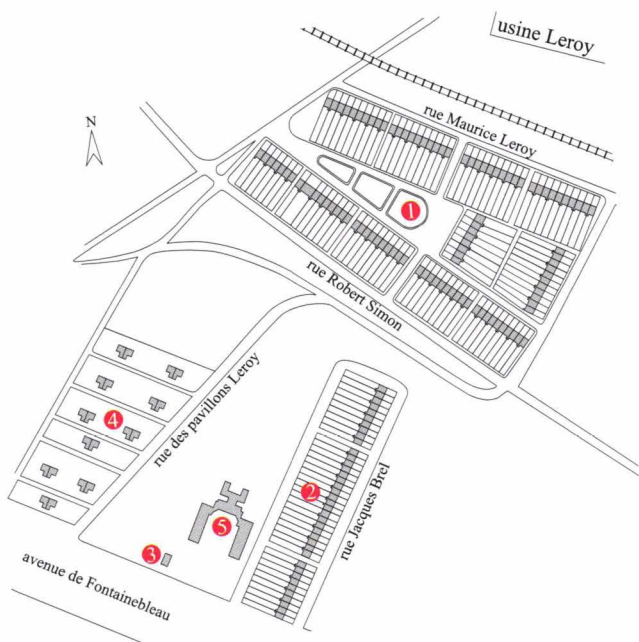 usine Leroy
rue Maurice Leroy
N
1
rue Robert Simon
rue des pavillons Leroy
4
2
rue Jacques Brel
5
3
avenue de Fontainebleau